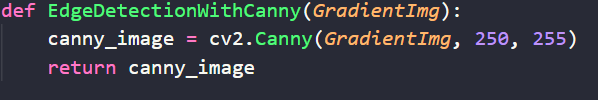 def EdgeDetectionWithCanny(GradientImg):
    canny_image = cv2.Canny(GradientImg, 250, 255)
    return canny_image